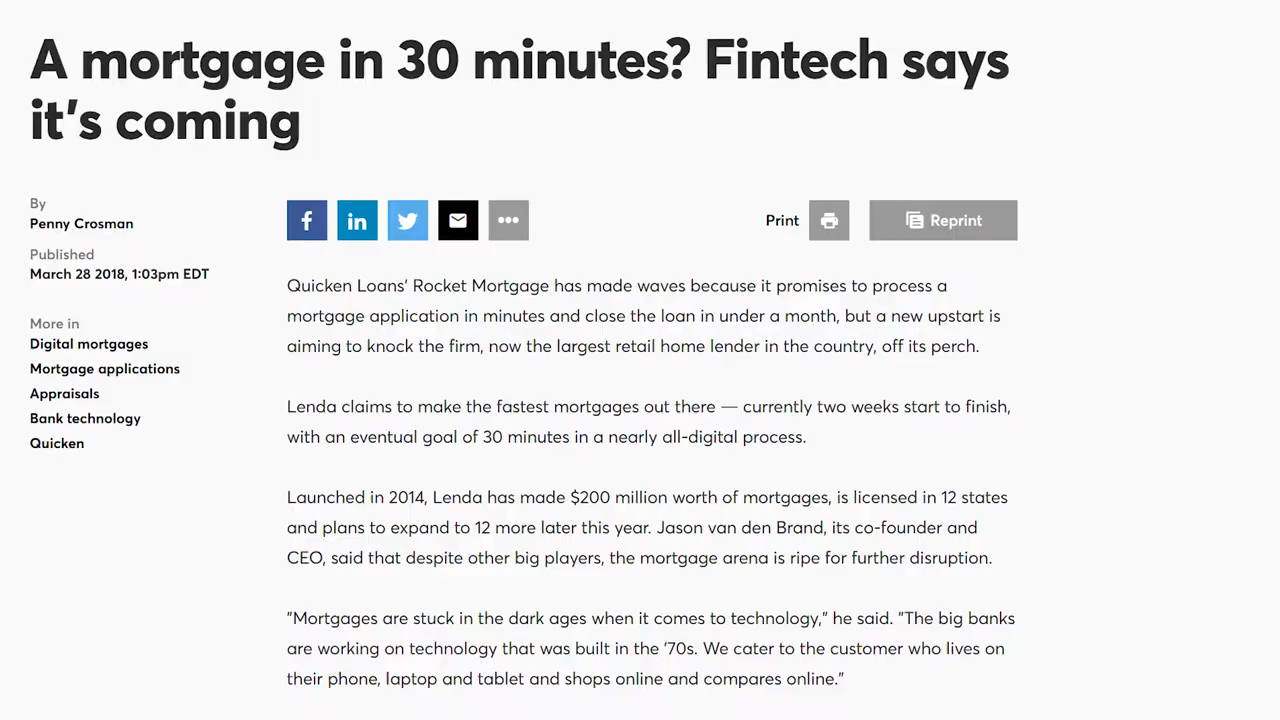 A mortgage in 30 minutes? Fintech says
it's coming
By
Penny Crosman
Published
March 28 2018, 1:03pm EDT
More in
Digital mortgages
Mortgage applications
Appraisals
Bank technology
Quicken
Print
Reprint
Quicken Loans' Rocket Mortgage has made waves because it promises to process a
mortgage application in minutes and close the loan in under a month, but a new upstart is
aiming to knock the firm, now the largest retail home lender in the country, off its perch.
Lenda claims to make the fastest mortgages out there — currently two weeks start to finish,
with an eventual goal of 30 minutes in a nearly all-digital process.
Launched in 2014, Lenda has made $200 million worth of mortgages, is licensed in 12 states
and plans to expand to 12 more later this year. Jason van den Brand, its co-founder and
CEO, said that despite other big players, the mortgage arena is ripe for further disruption.
"Mortgages are stuck in the dark ages when it comes to technology," he said. "The big banks
are working on technology that was built in the '70s. We cater to the customer who lives on
their phone, laptop and tablet and shops online and compares online."